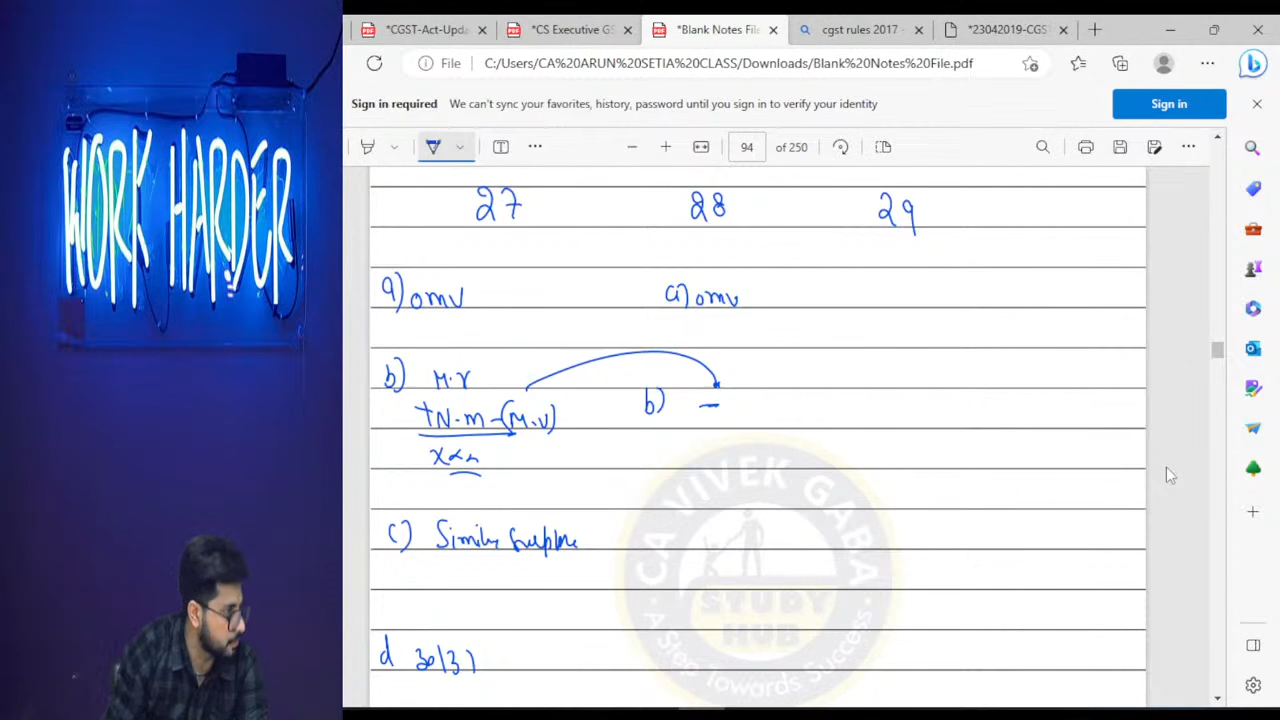 WORK HARDER
*CGST-Act-Upda
*CS Executive GS
*Blank Notes File
cgst rules 2017 -
*23042019-CGST
File
C:/Users/CA%20ARUN%20SETIA%20CLASS/Downloads/Blank%20Notes%20File.pdf
Sign in required We can't sync your favorites, history, password until you sign in to verify your identity
Sign in
94 of 250
27 28 29
a) omv a) omv
b) M.V
+N.m-(M.V) b) -
c) Similar
d 30/31
CA VIVEK GABA
STUDY
HUB
A Step Towards Success